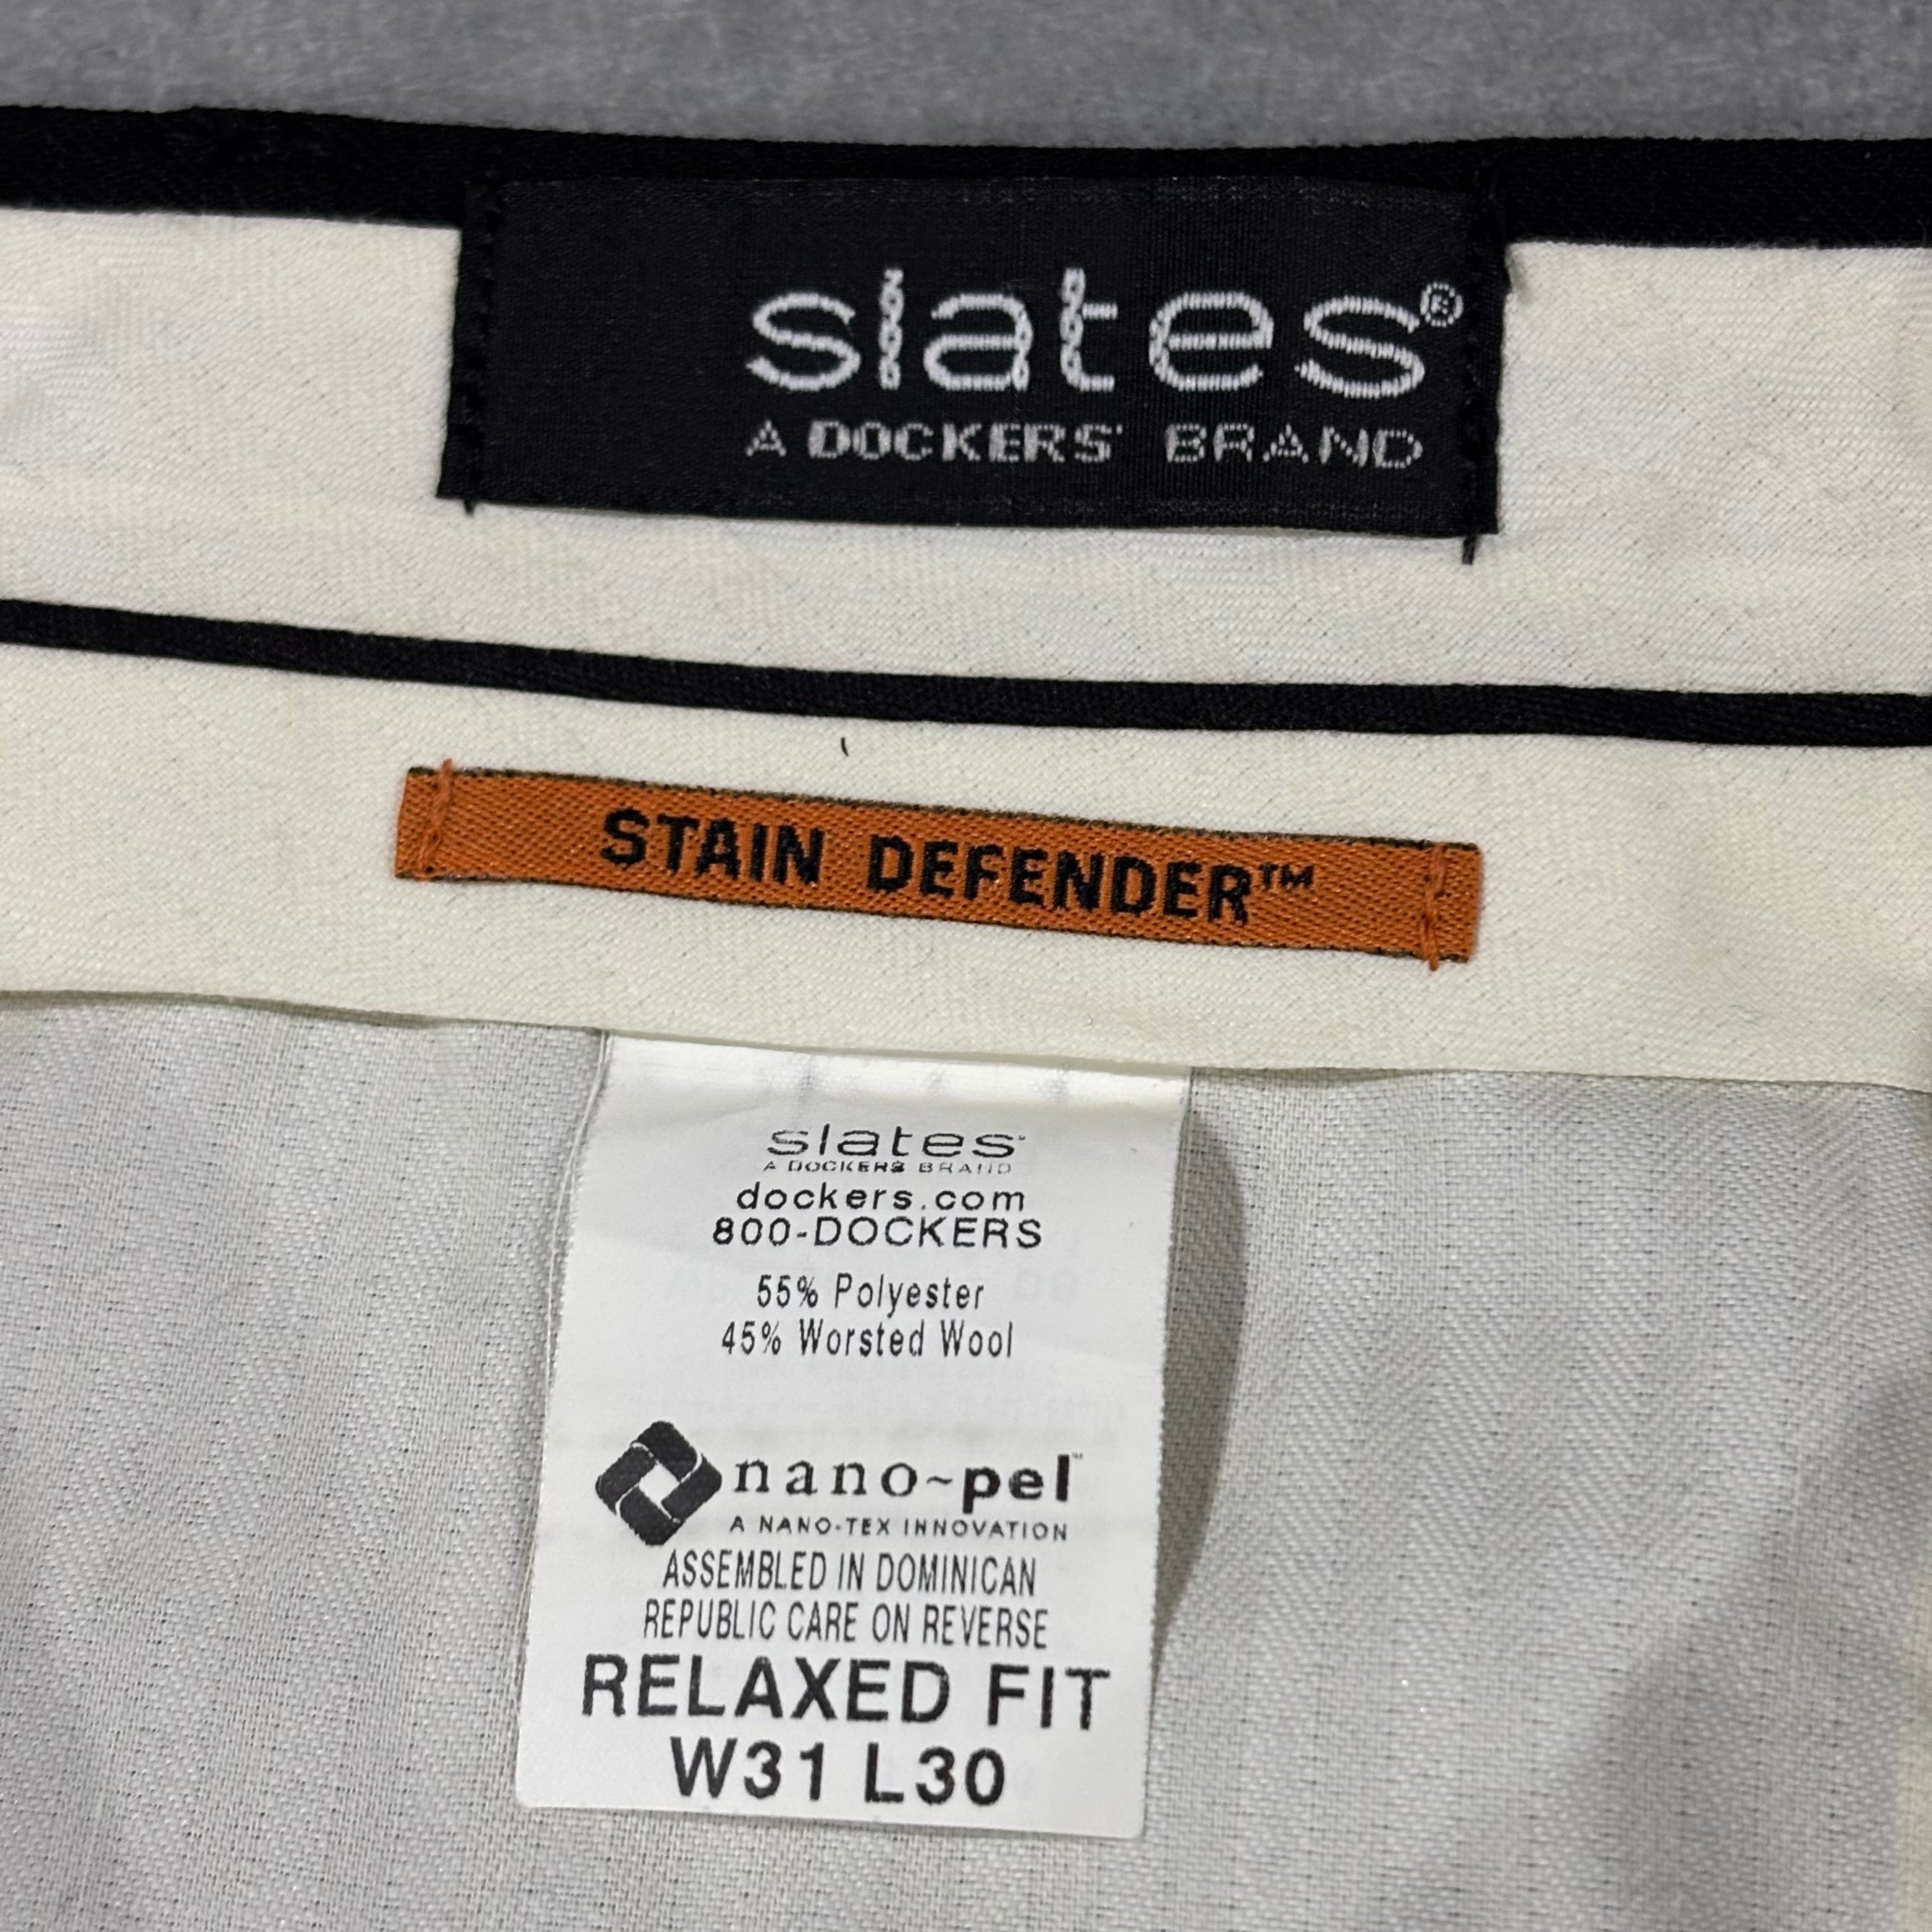 slates®
A DOCKERS® BRAND
STAIN DEFENDER™
slates®
A DOCKERS BRAND
dockers.com
800-DOCKERS
55% Polyester
45% Worsted Wool
nano~pel™
A NANO-TEX INNOVATION
ASSEMBLED IN DOMINICAN
REPUBLIC CARE ON REVERSE
RELAXED FIT
W31 L30